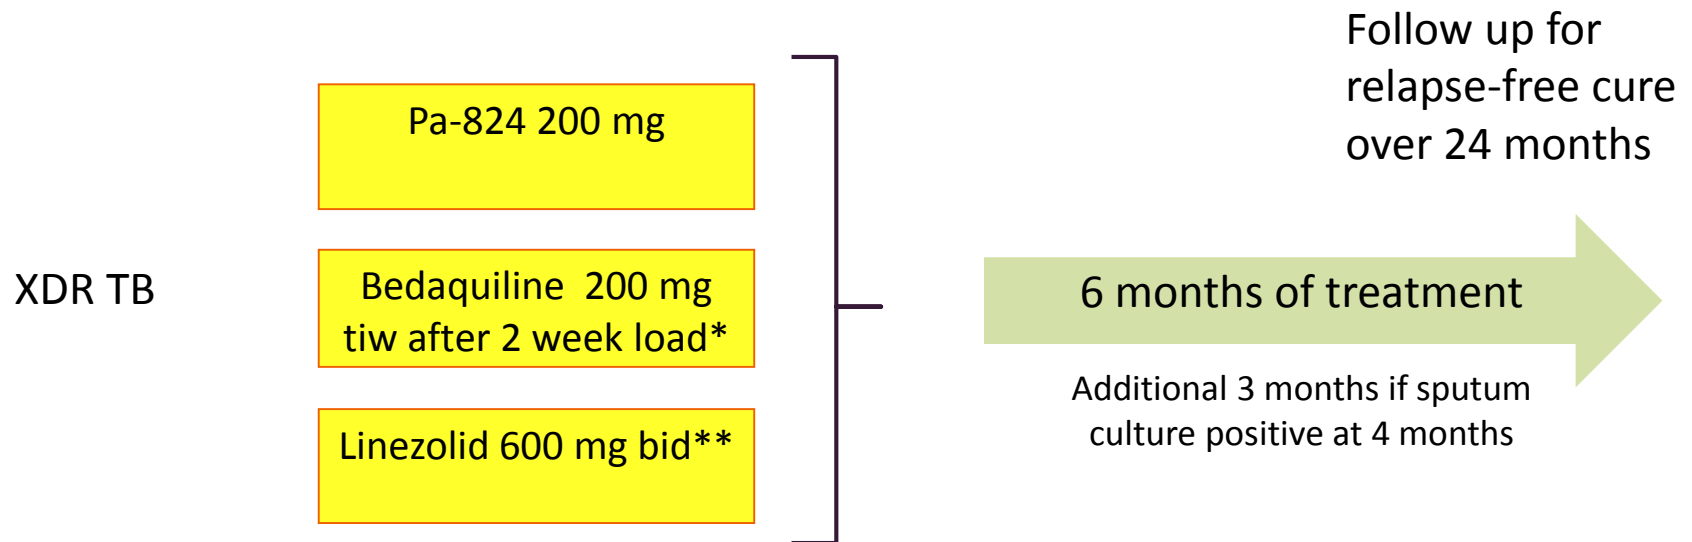 XDR TB
Pa-824 200 mg
Bedaquiline 200 mg
tiw after 2 week load*
Linezolid 600 mg bid**
6 months of treatment
Additional 3 months if sputum
culture positive at 4 months
Follow up for
relapse-free cure
over 24 months